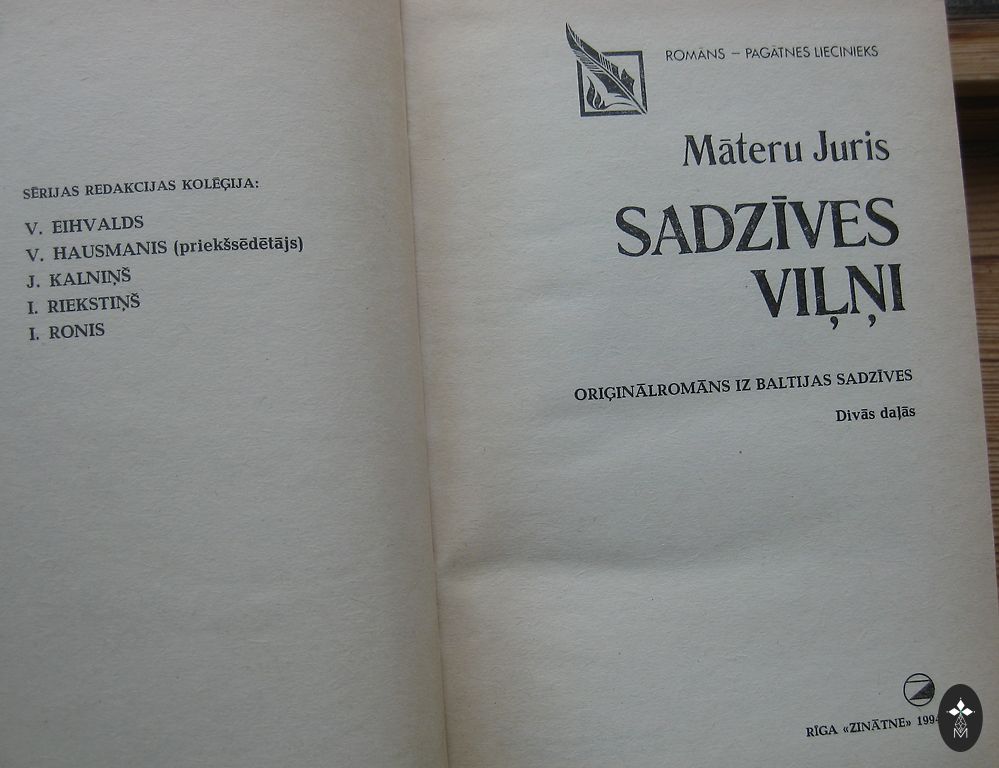 SĒRIJAS REDAKCIJAS KOLĒĢIJA:
V. EIHVALDS
V. HAUSMANIS (priekšsēdētājs)
J. KALNIŅŠ
I. RIEKSTIŅŠ
I. RONIS
ROMĀNS – PAGĀTNES LIECINIEKS
Māteru Juris
SADZĪVES
VIĻŅI
ORIĢINĀLROMĀNS IZ BALTIJAS SADZĪVES
Divās daļās
RĪGA «ZINĀTNE» 1994
M